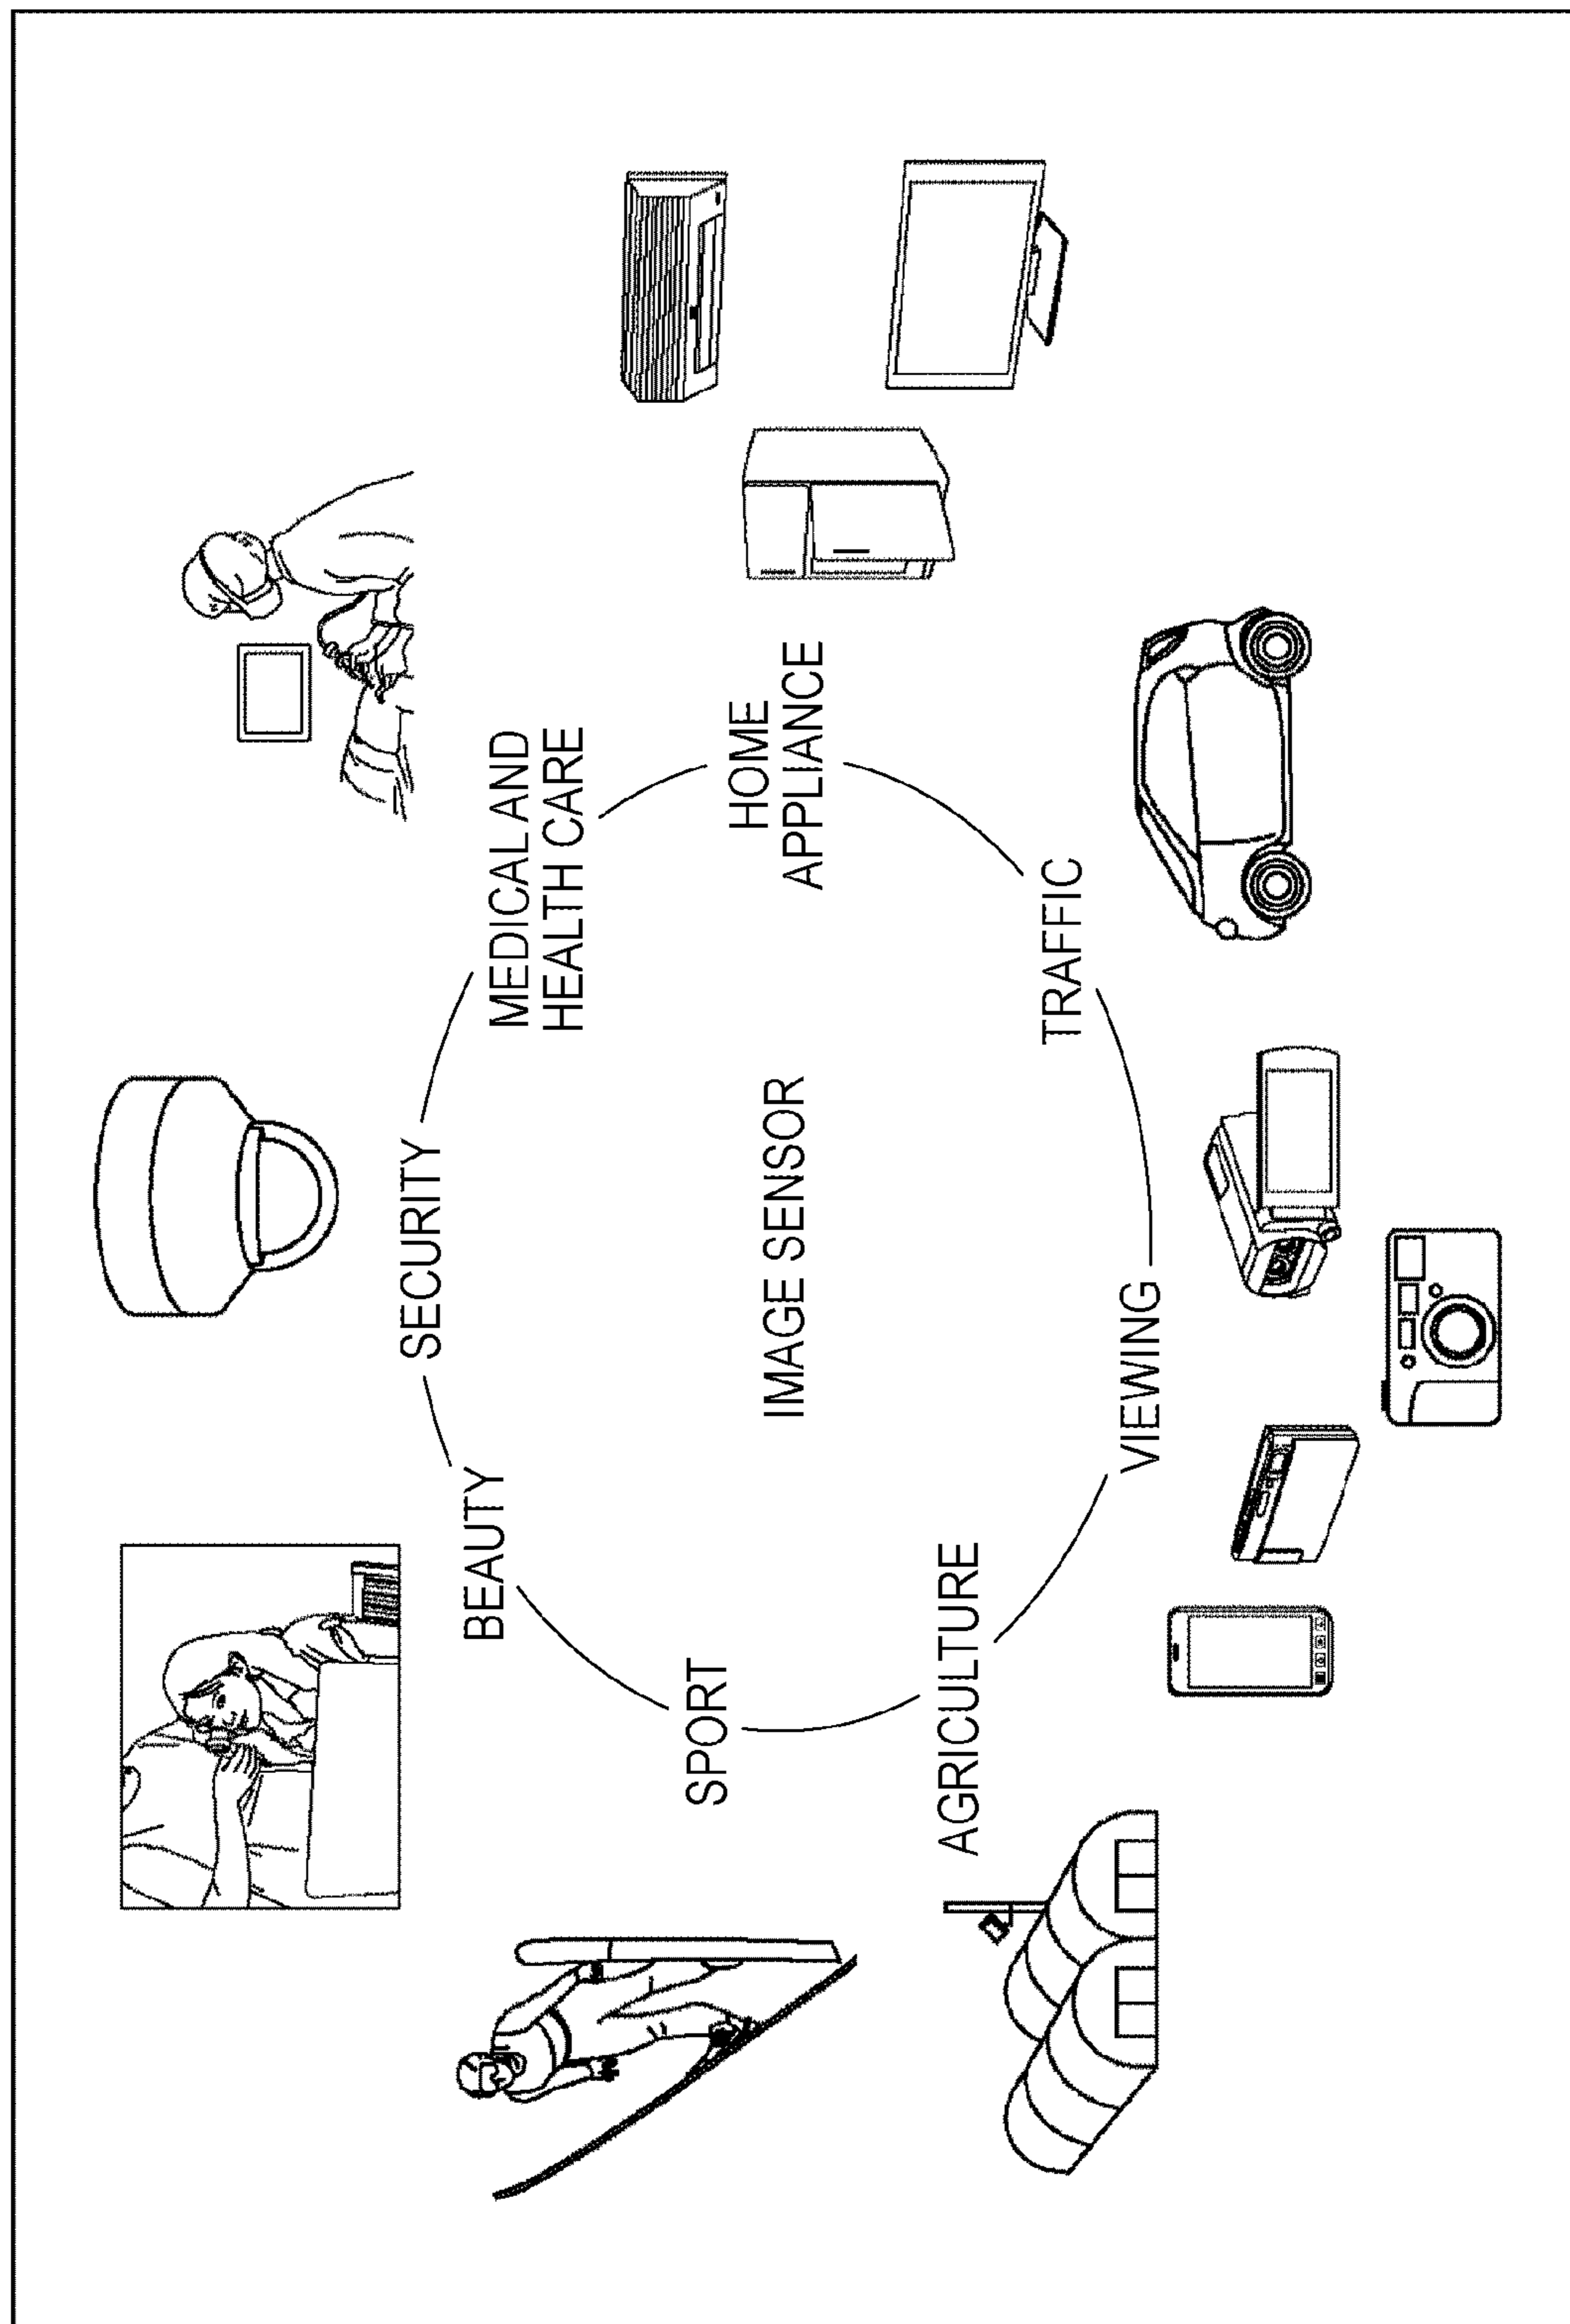 SECURITY
BEAUTY
MEDICAL AND
HEALTH CARE
SPORT
IMAGE SENSOR
HOME
APPLIANCE
AGRICULTURE
TRAFFIC
VIEWING